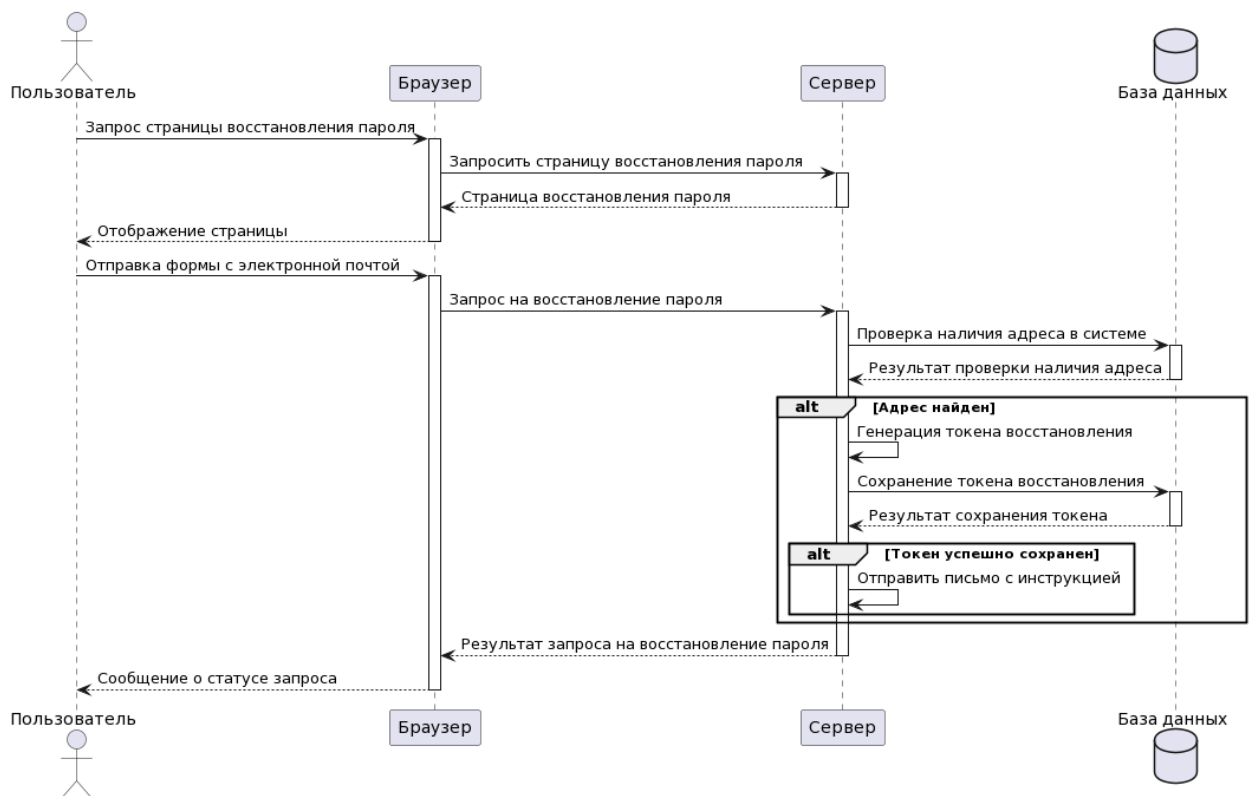 Пользователь
Браузер
Сервер
База данных
Запрос страницы восстановления пароля
Запросить страницу восстановления пароля
Страница восстановления пароля
Отображение страницы
Отправка формы с электронной почтой
Запрос на восстановление пароля
Проверка наличия адреса в системе
Результат проверки наличия адреса
alt [Адрес найден]
Генерация токена восстановления
Сохранение токена восстановления
Результат сохранения токена
alt [Токен успешно сохранен]
Отправить письмо с инструкцией
Результат запроса на восстановление пароля
Сообщение о статусе запроса
Пользователь
Браузер
Сервер
База данных